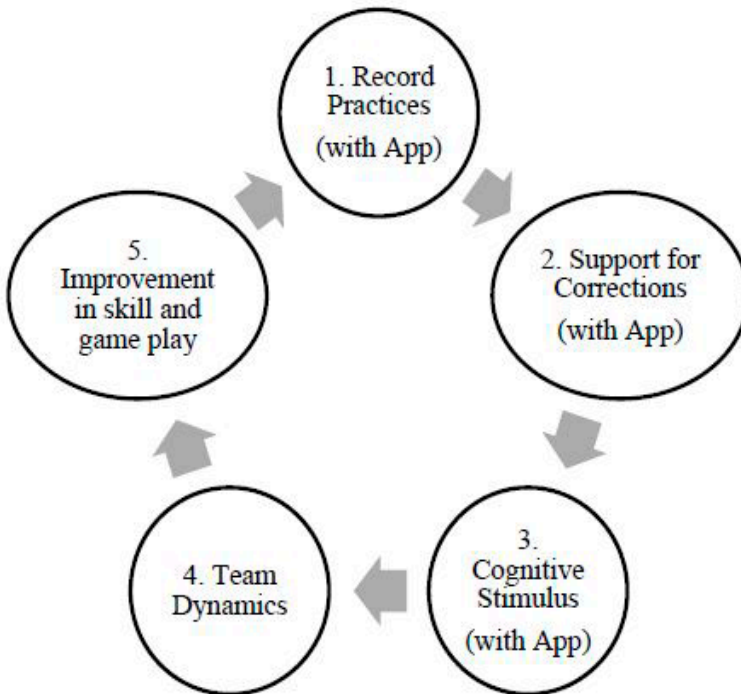 1. Record
Practices
(with App)
2. Support for
Corrections
(with App)
3.
Cognitive
Stimulus
(with App)
4. Team
Dynamics
5.
Improvement
in skill and
game play